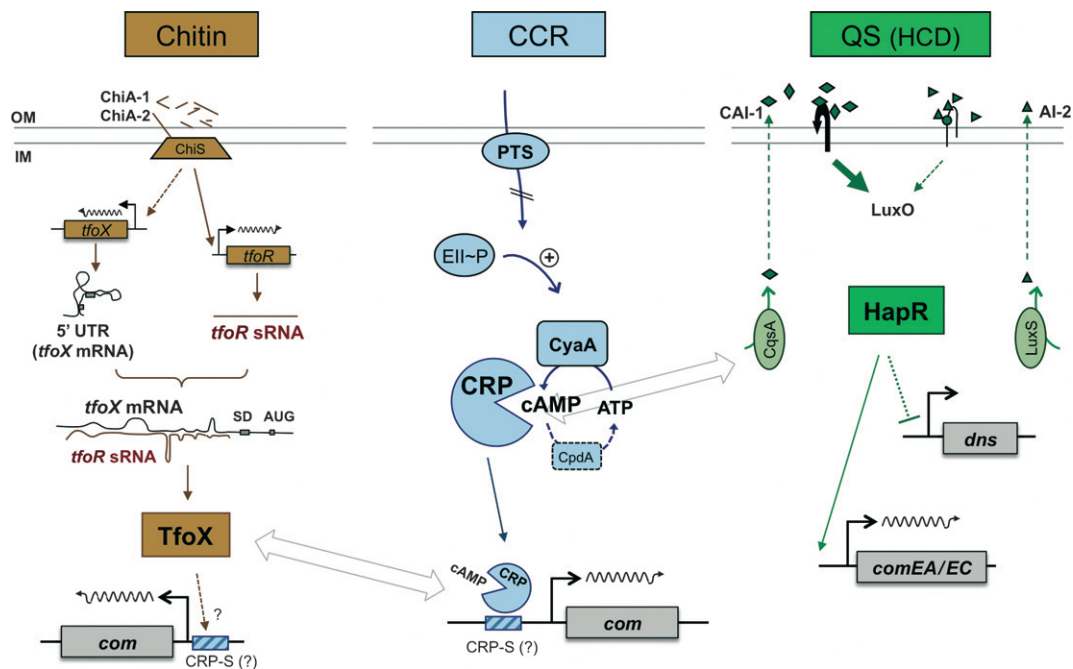 Chitin
CCR
QS (HCD)
ChiA-1
ChiA-2
OM
IM
ChiS
tfoX
tfoR
5' UTR
(tfoX mRNA)
tfoR sRNA
tfoX mRNA
SD
AUG
tfoR sRNA
TfoX
?
com
CRP-S (?)
PTS
EII~P
+
CyaA
CRP
cAMP
ATP
CpdA
cAMP
CRP
com
CRP-S (?)
CAI-1
AI-2
LuxO
CqsA
HapR
LuxS
dns
comEA/EC